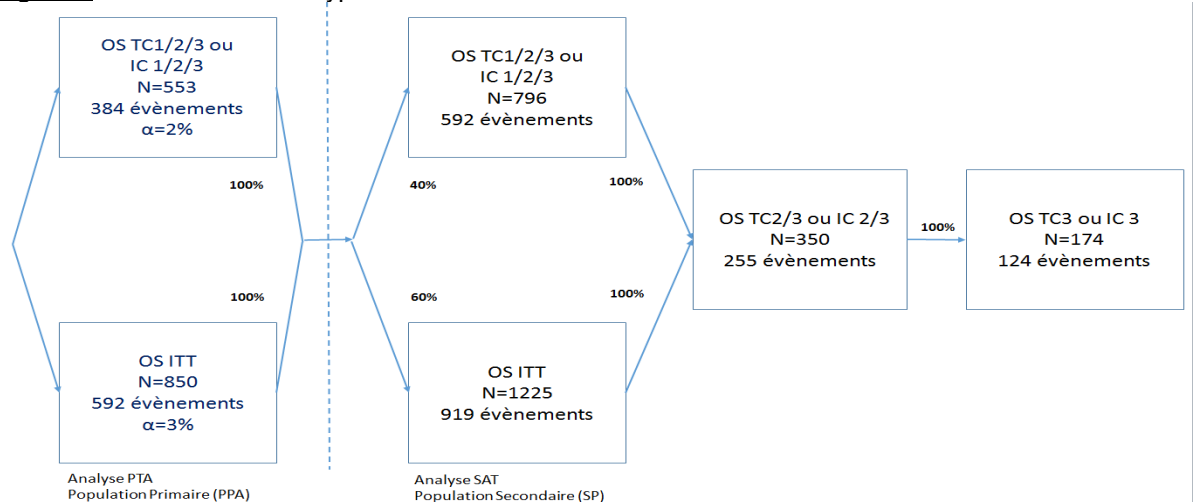 OS TC1/2/3 ou
IC 1/2/3
N=553
384 évènements
α=2%
100%
100%
OS ITT
N=850
592 évènements
α=3%
Analyse PTA
Population Primaire (PPA)
OS TC1/2/3 ou
IC 1/2/3
N=796
592 évènements
40%
100%
60%
100%
OS ITT
N=1225
919 évènements
Analyse SAT
Population Secondaire (SP)
OS TC2/3 ou IC 2/3
N=350
255 évènements
100%
OS TC3 ou IC 3
N=174
124 évènements